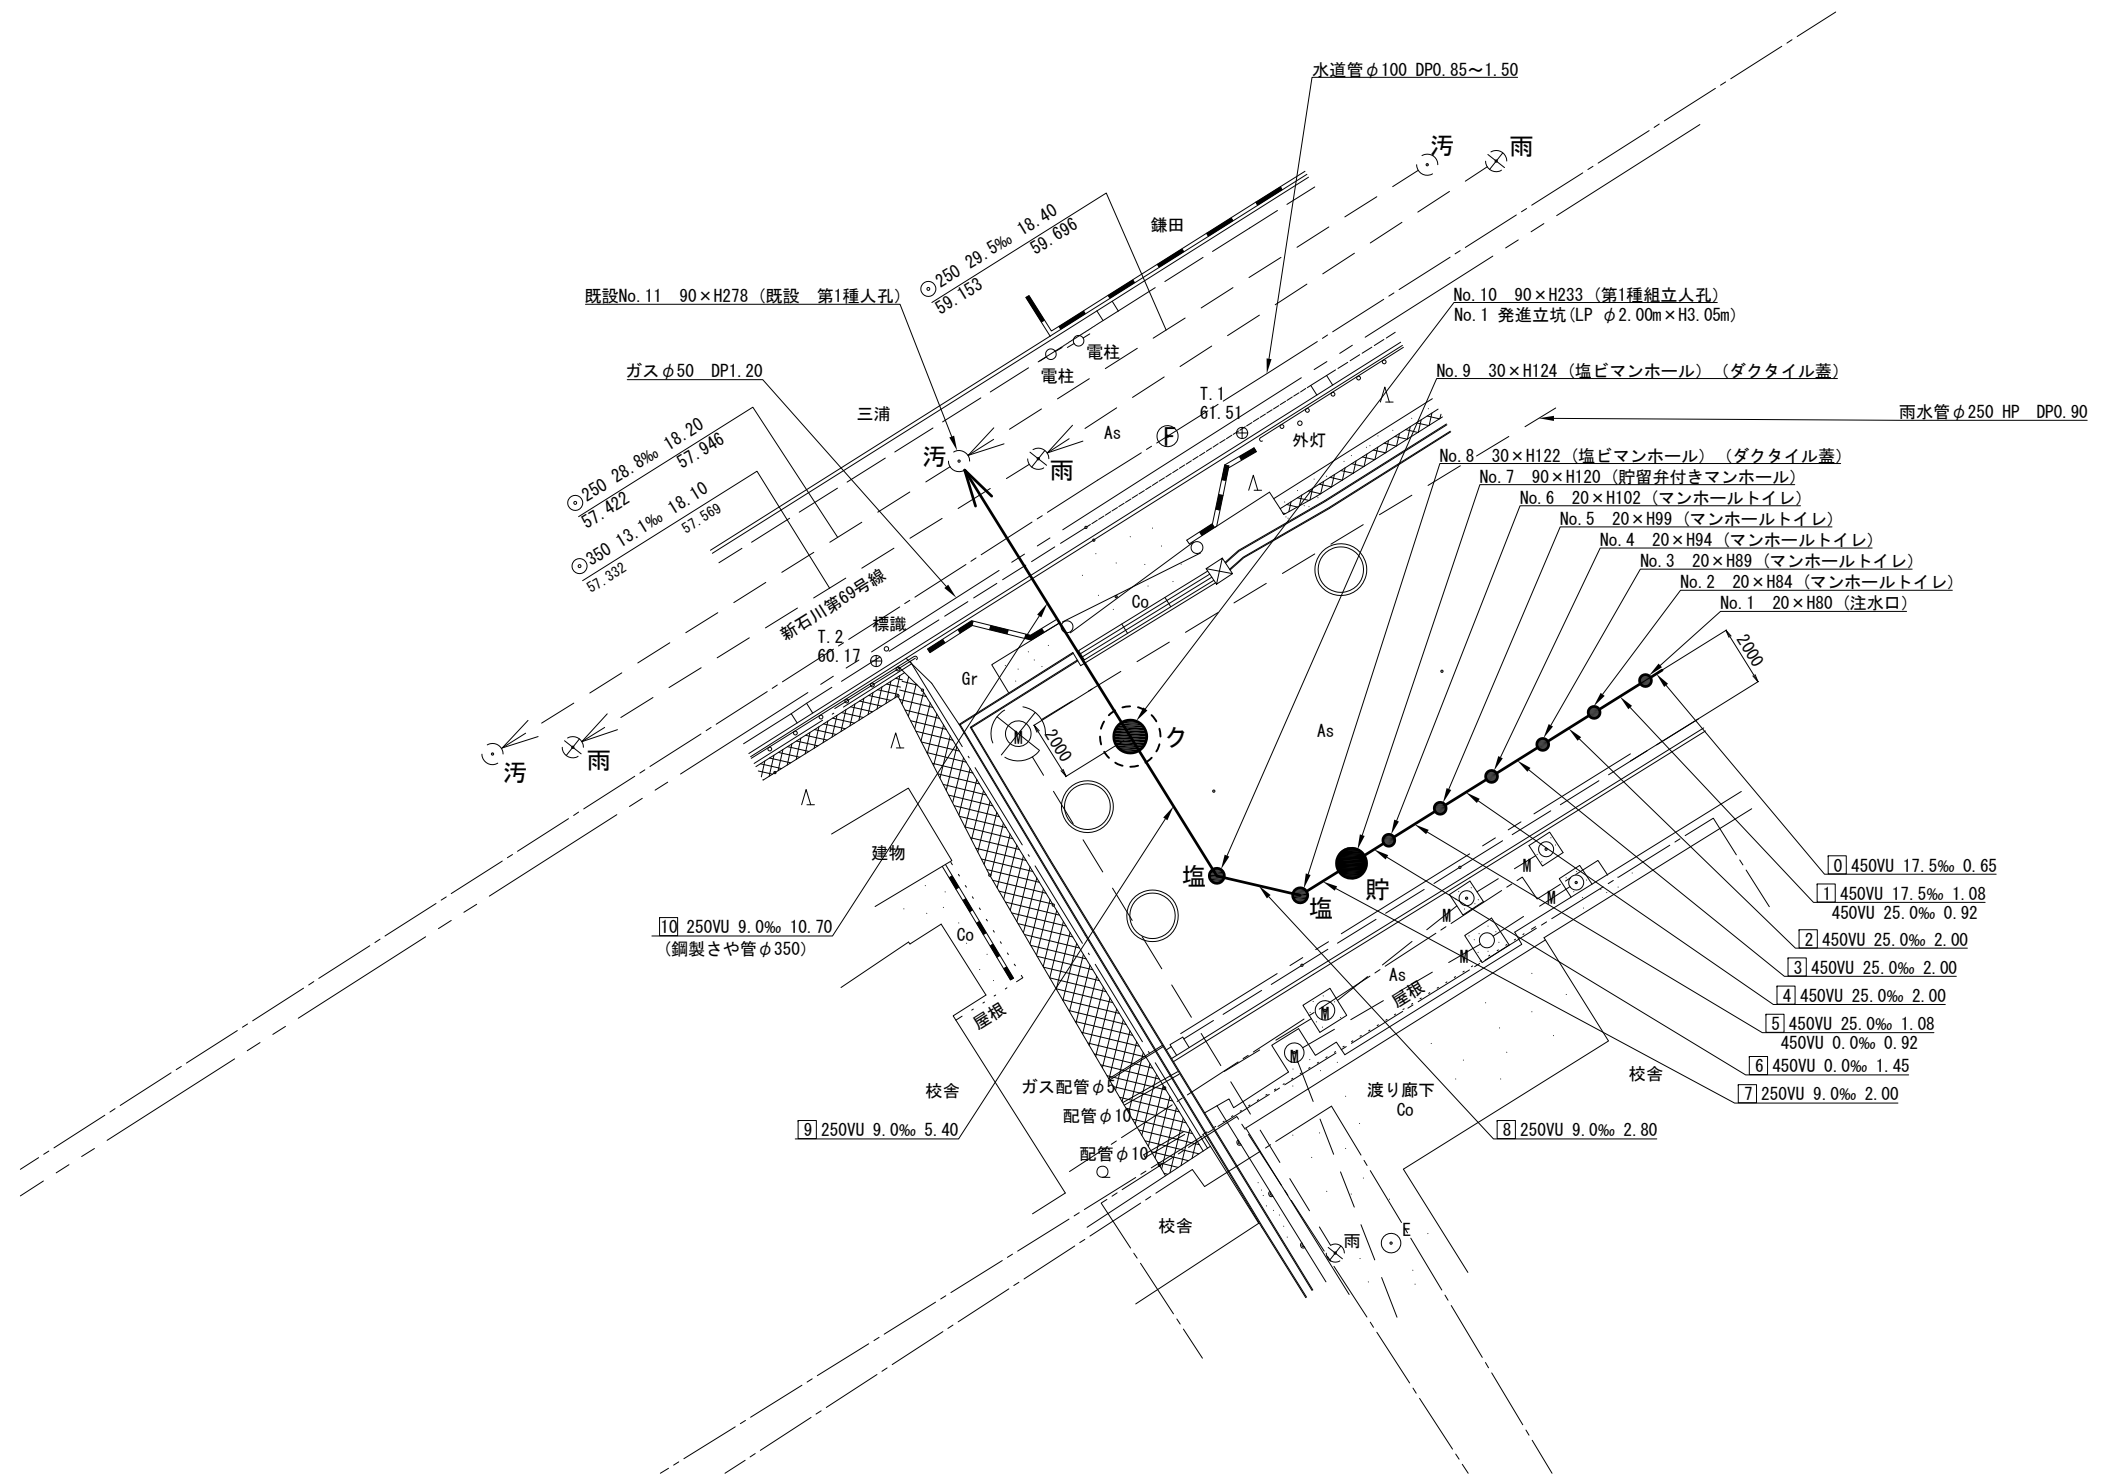 水道管φ100 DP0.85～1.50
汚
雨
鎌田
⊙250 29.5‰ 18.40
59.696
59.153
既設No.11 90×H278（既設 第1種人孔）
No.10 90×H233（第1種組立人孔）
No.1 発進立坑(LP φ2.00m×H3.05m)
電柱
電柱
ガスφ50 DP1.20
No.9 30×H124（塩ビマンホール）（ダクタイル蓋）
T.1
61.51
三浦
雨水管φ250 HP DP0.90
As
F
外灯
⊙250 28.8‰ 18.20
57.946
57.422
汚
雨
No.8 30×H122（塩ビマンホール）（ダクタイル蓋）
No.7 90×H120（貯留弁付きマンホール）
No.6 20×H102（マンホールトイレ）
No.5 20×H99（マンホールトイレ）
No.4 20×H94（マンホールトイレ）
No.3 20×H89（マンホールトイレ）
No.2 20×H84（マンホールトイレ）
No.1 20×H80（注水口）
⊙350 13.1‰ 18.10
57.569
57.332
新石川第69号線
標識
T.2
60.17
Co
Gr
2000
M
2000
ク
As
汚
雨
建物
塩
塩
貯
0 450VU 17.5‰ 0.65
1 450VU 17.5‰ 1.08
450VU 25.0‰ 0.92
2 450VU 25.0‰ 2.00
3 450VU 25.0‰ 2.00
4 450VU 25.0‰ 2.00
5 450VU 25.0‰ 1.08
450VU 0.0‰ 0.92
6 450VU 0.0‰ 1.45
7 250VU 9.0‰ 2.00
8 250VU 9.0‰ 2.80
10 250VU 9.0‰ 10.70
（鋼製さや管φ350）
Co
M
M
M
M
As
屋根
屋根
M
M
校舎
ガス配管φ5
配管φ10
配管φ10
9 250VU 9.0‰ 5.40
渡り廊下
Co
校舎
校舎
雨
E